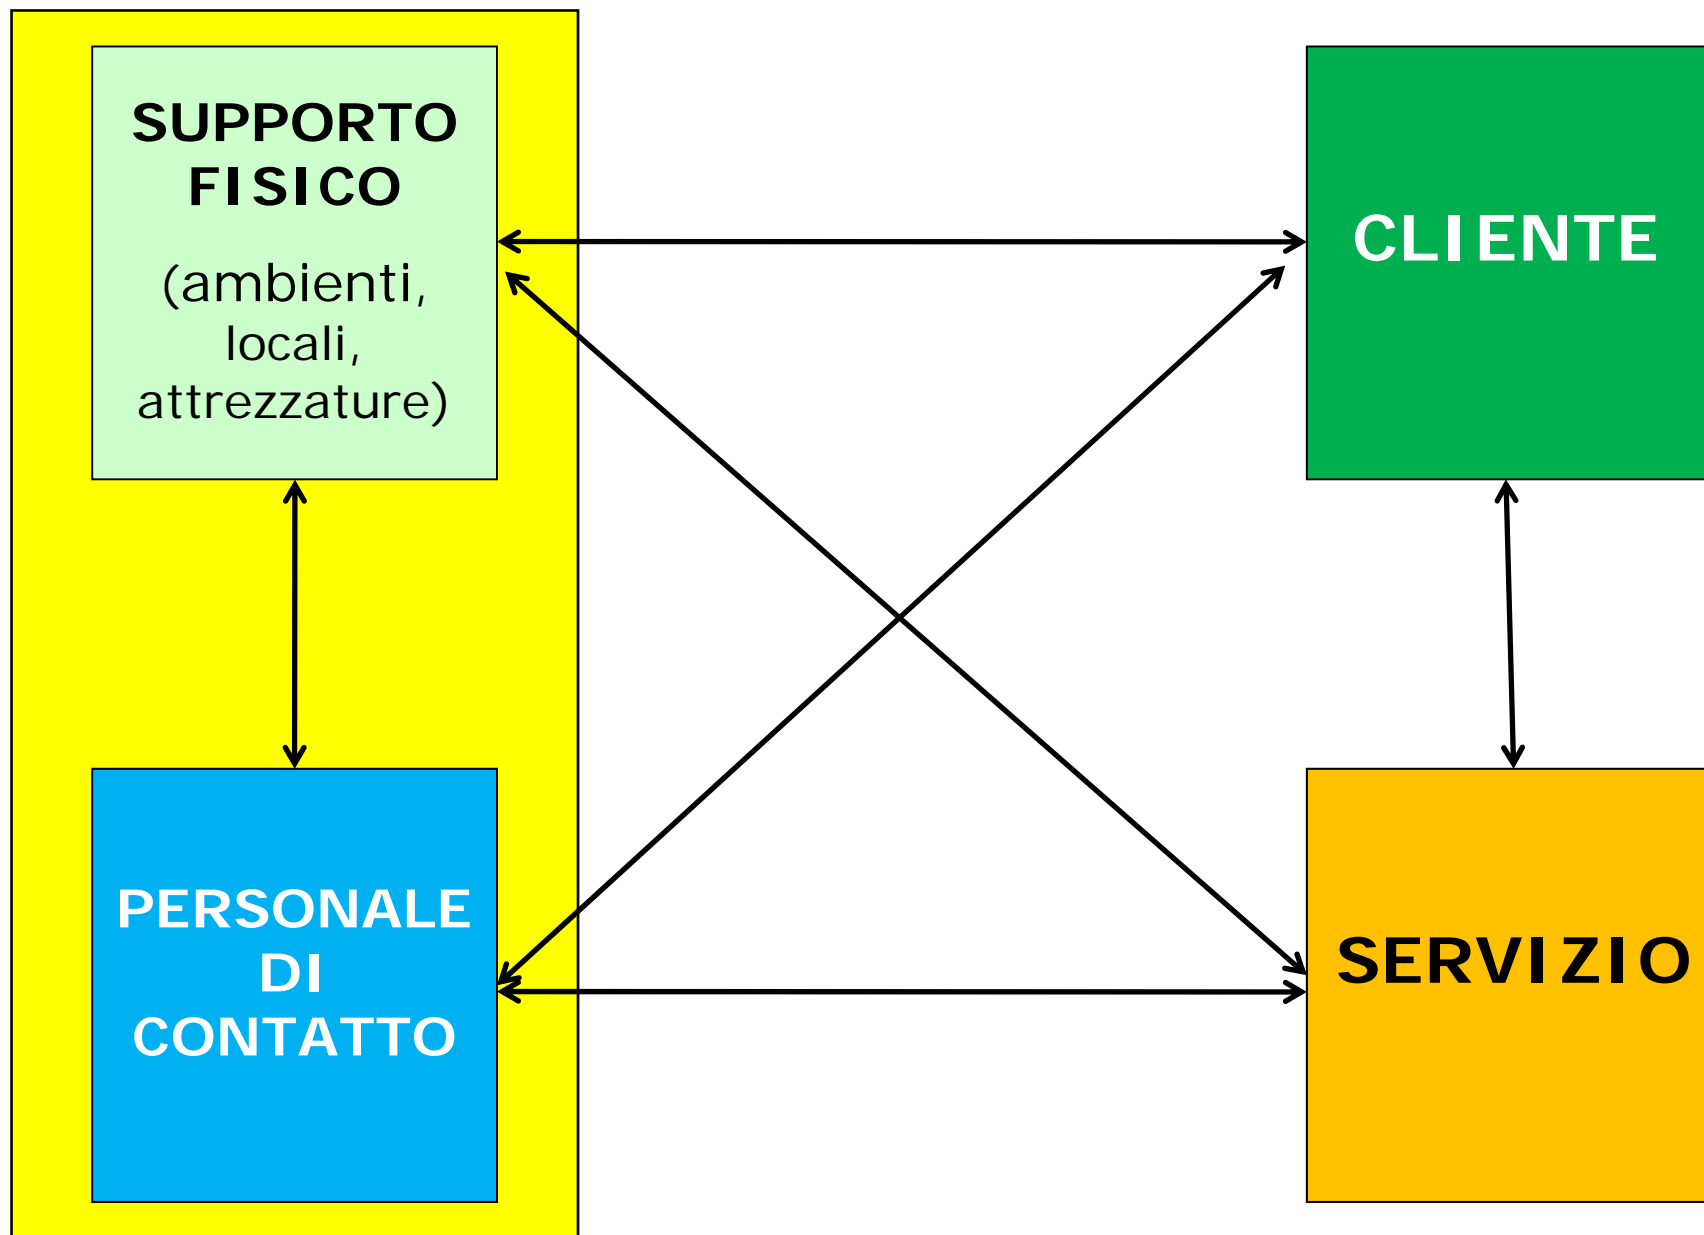 SUPPORTO
FISICO
(ambienti,
locali,
attrezzature)
CLIENTE
PERSONALE
DI
CONTATTO
SERVIZIO